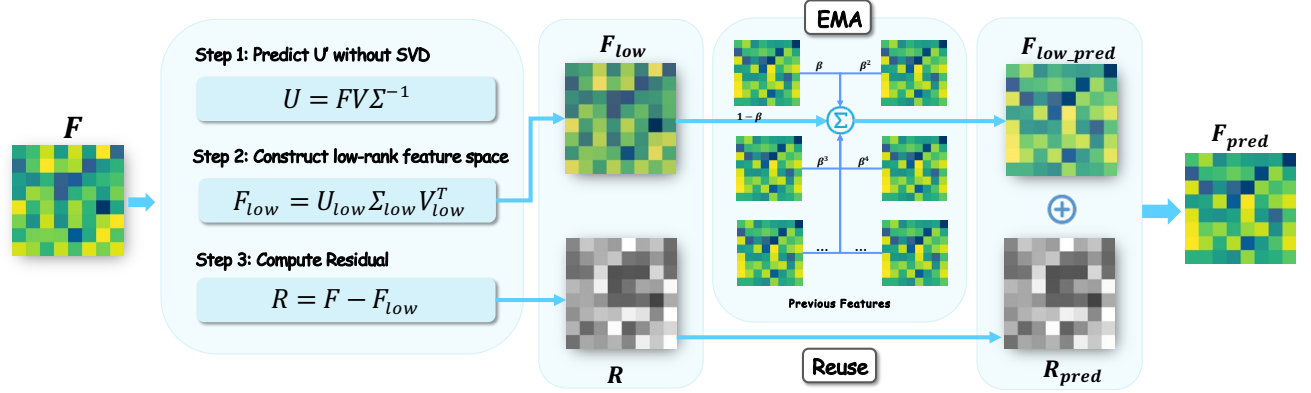 F
Step 1: Predict U' without SVD
U = FVΣ⁻¹
Step 2: Construct low-rank feature space
F_low = U_low Σ_low V_low^T
Step 3: Compute Residual
R = F − F_low
F_low
R
EMA
β
β²
1 − β
Σ
β³
β⁴
...
...
Previous Features
Reuse
F_low_pred
R_pred
F_pred